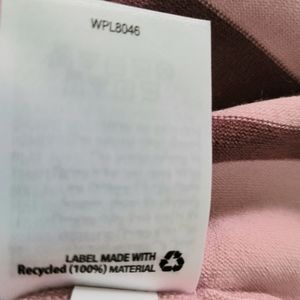 WPL8046
LABEL MADE WITH
Recycled (100%) MATERIAL